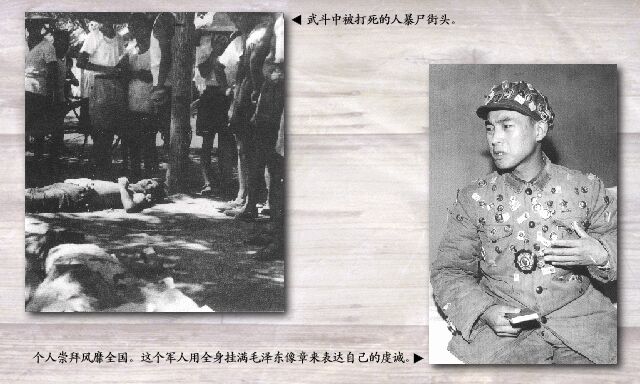 武斗中被打死的人暴尸街头。
个人崇拜风靡全国。这个军人用全身挂满毛泽东像章来表达自己的虔诚。